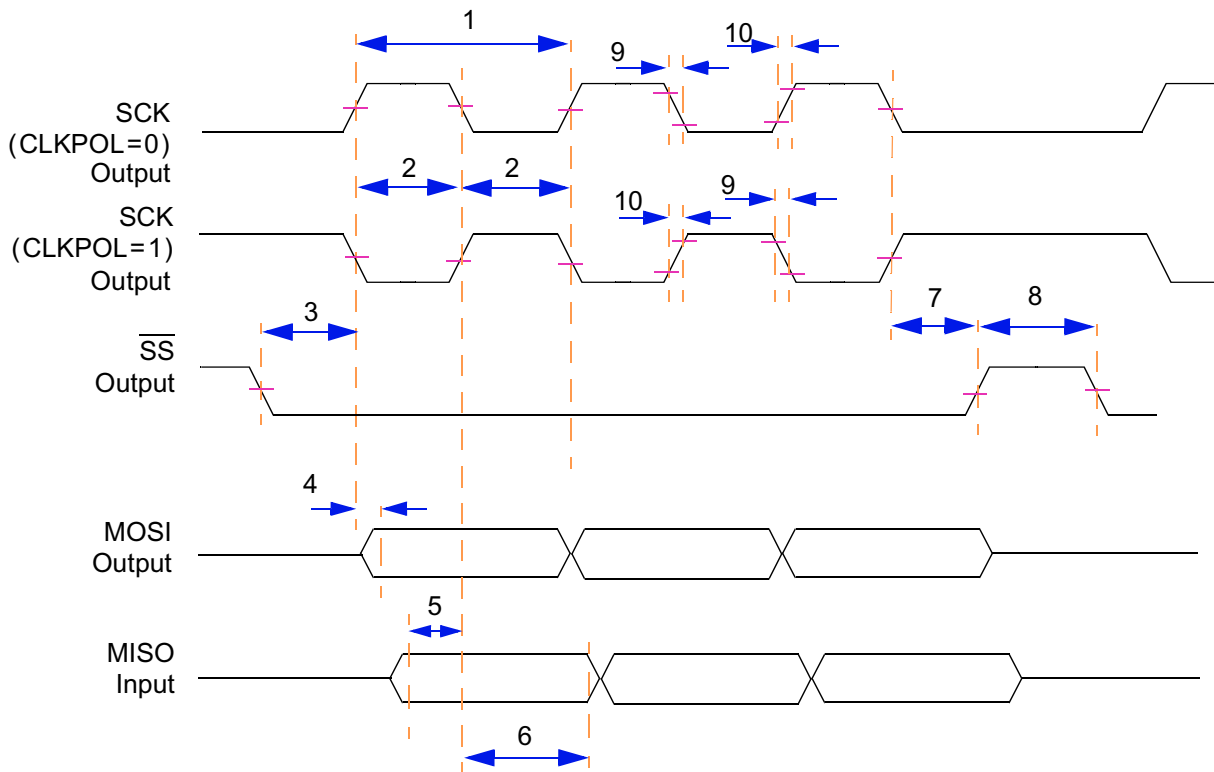 1
9
10
SCK
(CLKPOL=0)
Output
2
2
SCK
(CLKPOL=1)
Output
10
9
3
7
8
SS
Output
4
MOSI
Output
5
MISO
Input
6